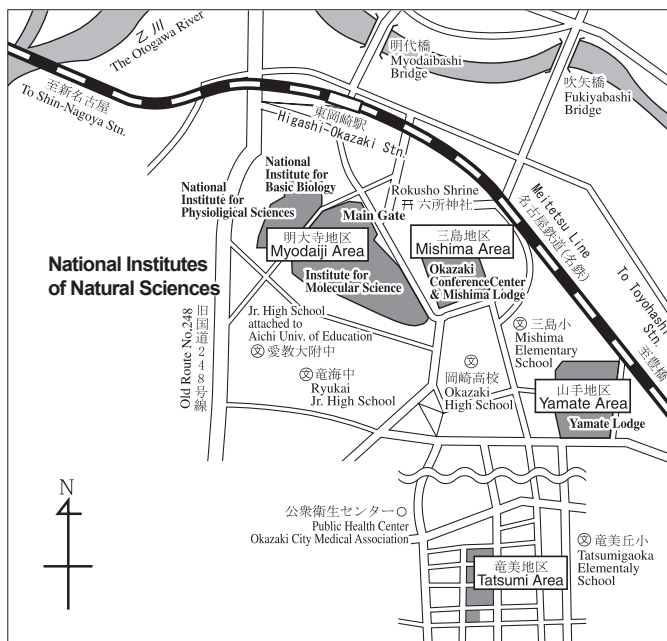 乙川
The Otogawa River
明代橋
Myodaibashi
Bridge
吹矢橋
Fukiyabashi
Bridge
至新名古屋
To Shin-Nagoya Stn.
東岡崎駅
Higashi-Okazaki Stn.
National
Institute for
Basic Biology
National
Institute for
Physioligical Sciences
Main Gate
Rokusho Shrine
六所神社
Meitetsu Line
名古屋鉄道(名鉄)
明大寺地区
Myodaiji Area
三島地区
Mishima Area
National Institutes
of Natural Sciences
Institute for
Molecular Science
Okazaki
ConferenceCenter
& Mishima Lodge
To Toyohashi
Stn.
至豊橋
Old Route No.248
旧国道248号線
Jr. High School
attached to
Aichi Univ. of Education
文 愛教大附中
文 竜海中
Ryukai
Jr. High School
文
岡崎高校
Okazaki
High School
文 三島小
Mishima
Elementary
School
山手地区
Yamate Area
Yamate Lodge
N
公衆衛生センター
Public Health Center
Okazaki City Medical Association
竜美地区
Tatsumi Area
文 竜美丘小
Tatsumigaoka
Elementaly
School